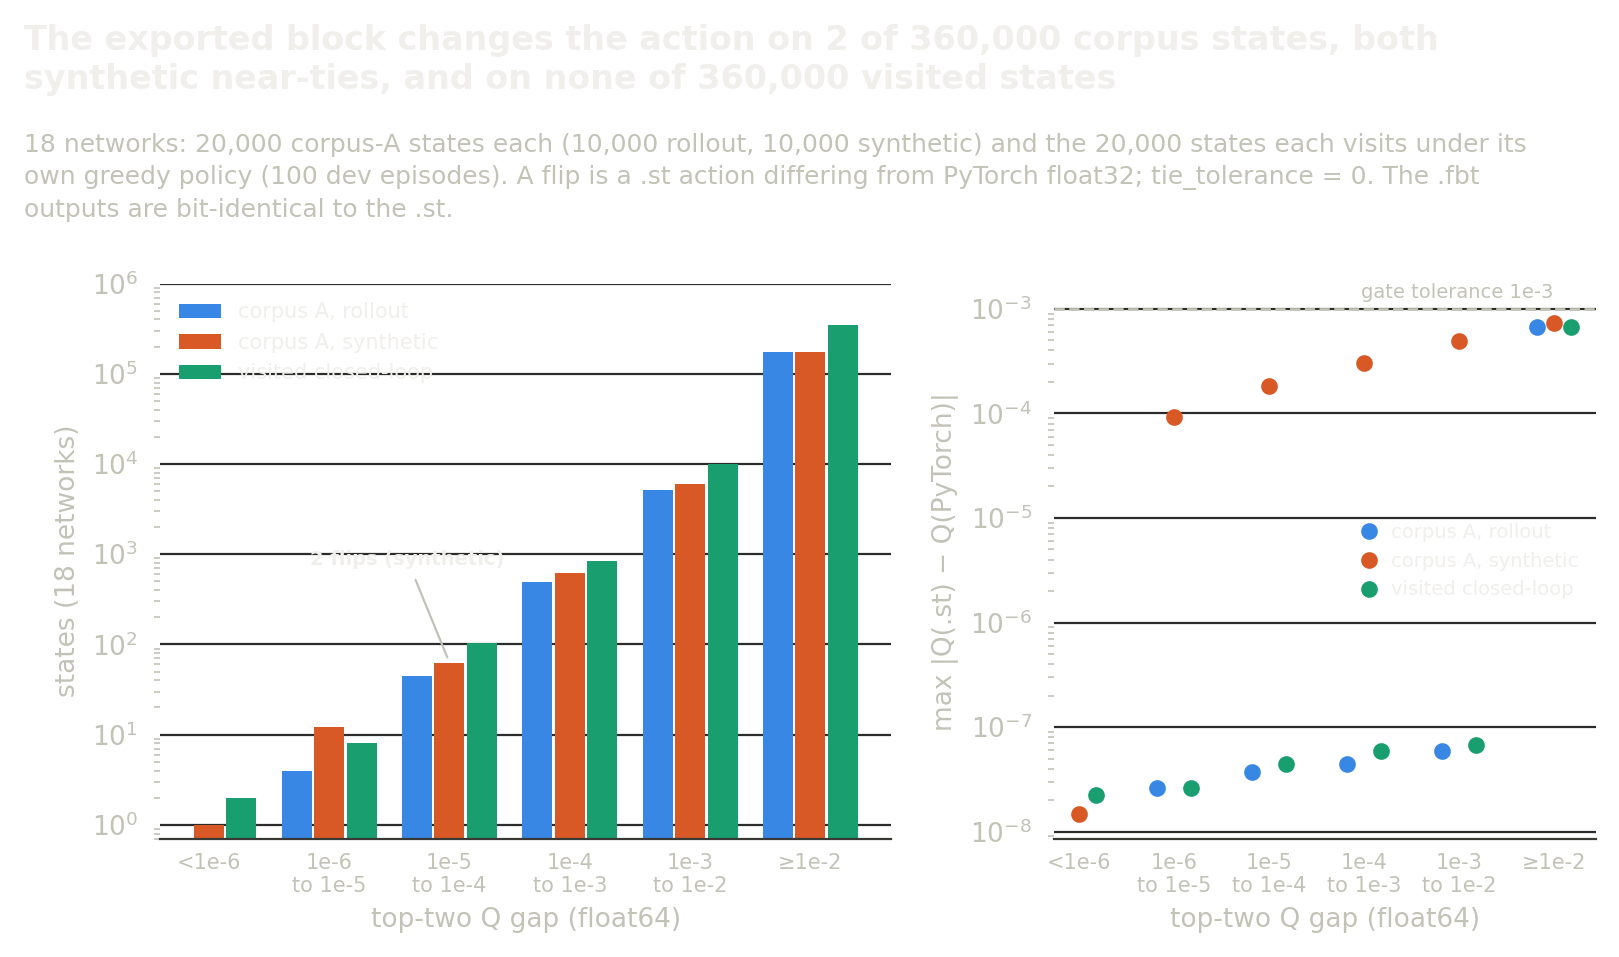 The exported block changes the action on 2 of 360,000 corpus states, both
synthetic near-ties, and on none of 360,000 visited states
18 networks: 20,000 corpus-A states each (10,000 rollout, 10,000 synthetic) and the 20,000 states each visits under its
own greedy policy (100 dev episodes). A flip is a .st action differing from PyTorch float32; tie_tolerance = 0. The .fbt
outputs are bit-identical to the .st.
states (18 networks)
10⁶
10⁵
10⁴
10³
10²
10¹
10⁰
corpus A, rollout
corpus A, synthetic
visited closed-loop
2 flips (synthetic)
<1e-6
1e-6
to 1e-5
1e-5
to 1e-4
1e-4
to 1e-3
1e-3
to 1e-2
≥1e-2
top-two Q gap (float64)
max |Q(.st) − Q(PyTorch)|
gate tolerance 1e-3
10⁻³
10⁻⁴
10⁻⁵
10⁻⁶
10⁻⁷
10⁻⁸
corpus A, rollout
corpus A, synthetic
visited closed-loop
<1e-6
1e-6
to 1e-5
1e-5
to 1e-4
1e-4
to 1e-3
1e-3
to 1e-2
≥1e-2
top-two Q gap (float64)